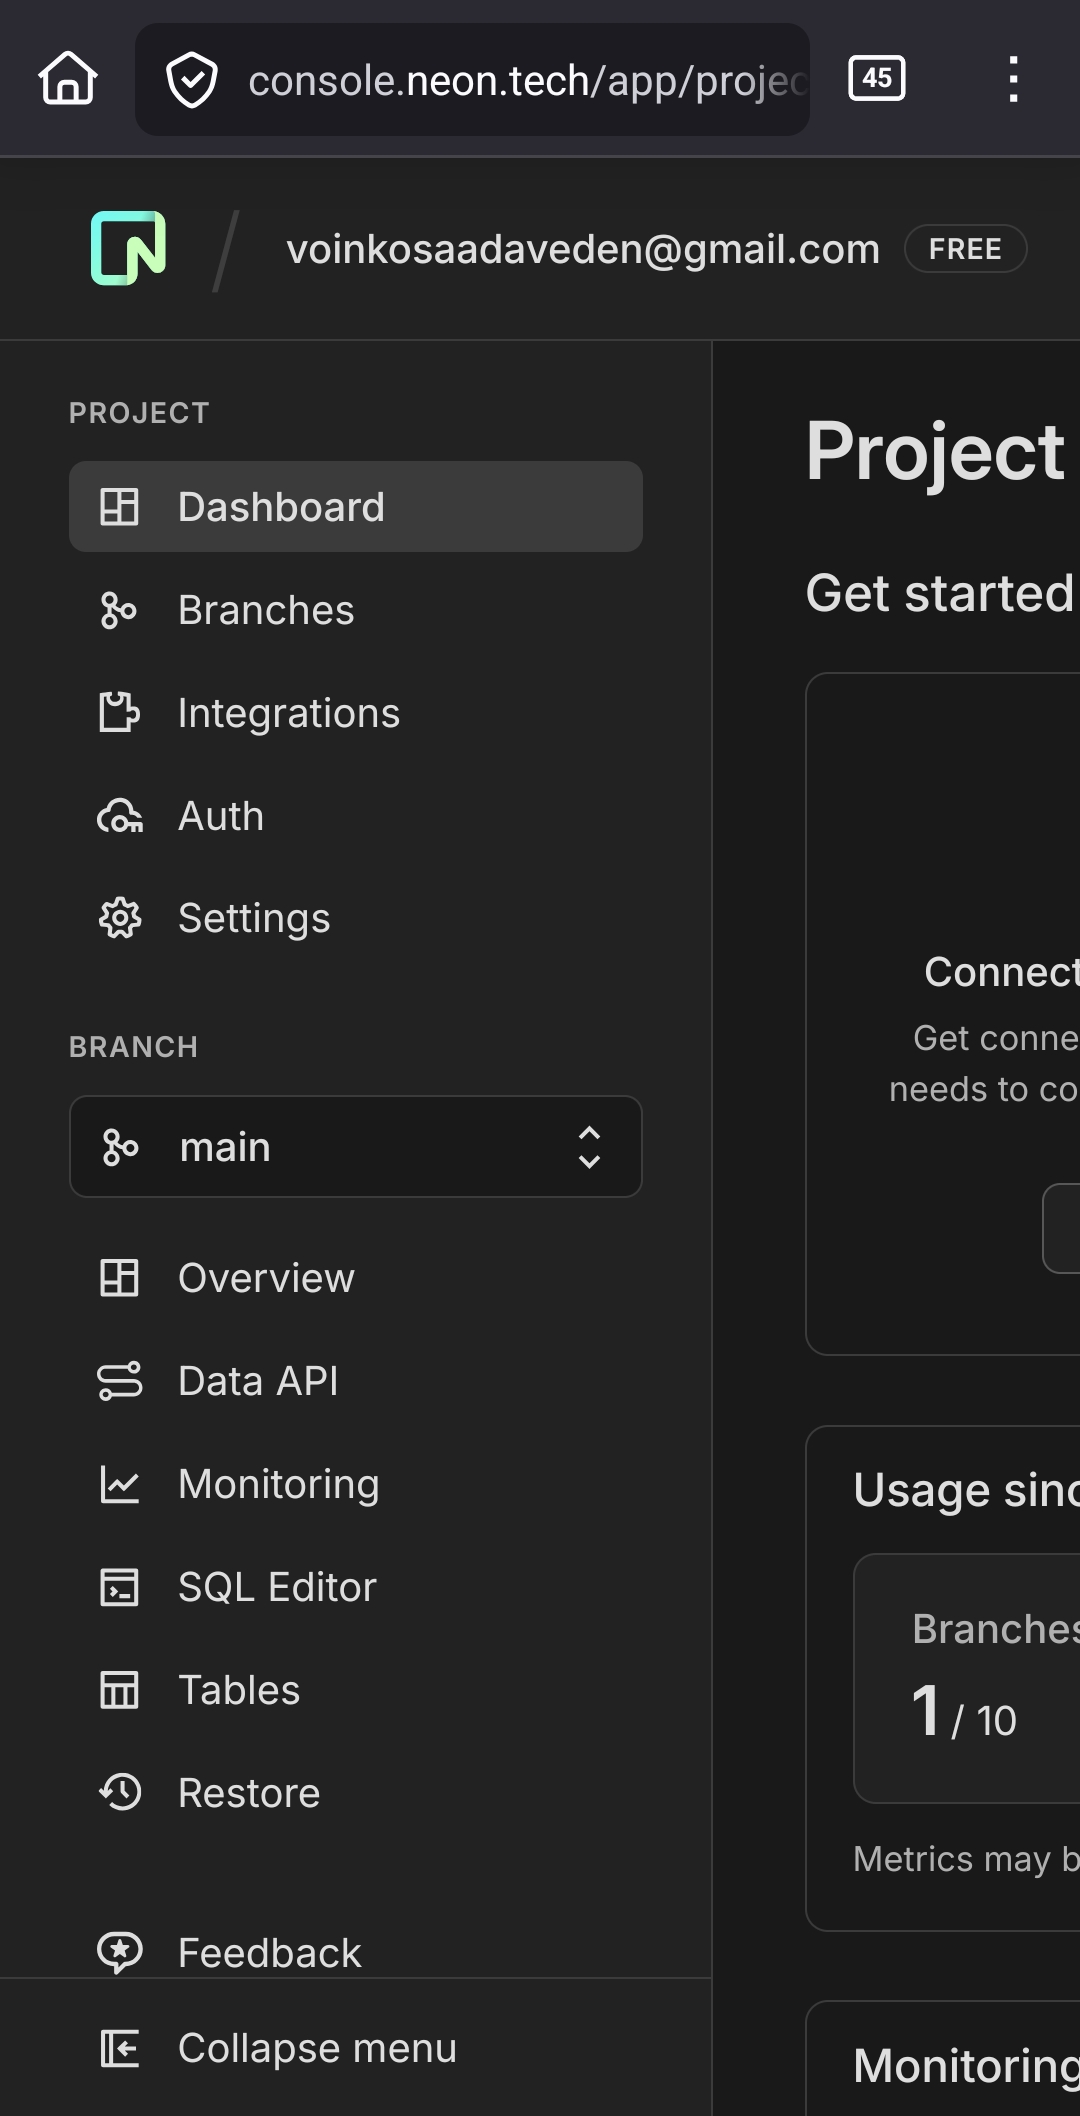 console.neon.tech/app/projec
45
voinkosaadaveden@gmail.com
FREE
PROJECT
Dashboard
Branches
Integrations
Auth
Settings
BRANCH
main
Overview
Data API
Monitoring
SQL Editor
Tables
Restore
Feedback
Collapse menu
Project
Get started
Connect
Get conne
needs to co
Usage sinc
Branches
1 / 10
Metrics may b
Monitoring